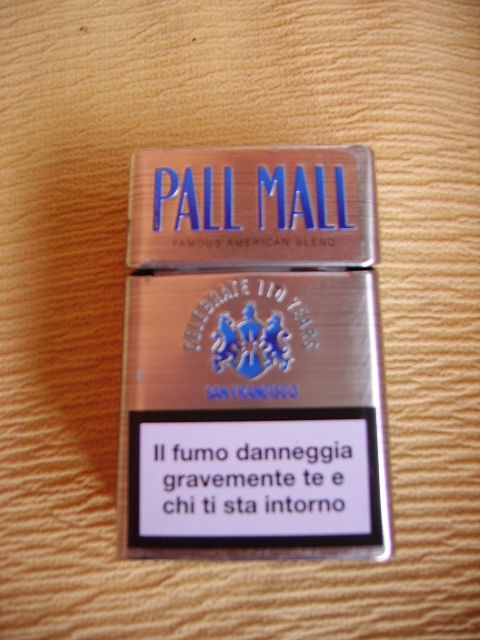 PALL MALL
FAMOUS AMERICAN BLEND
CELEBRATE 110 YEARS
SAN FRANCISCO
Il fumo danneggia
gravemente te e
chi ti sta intorno